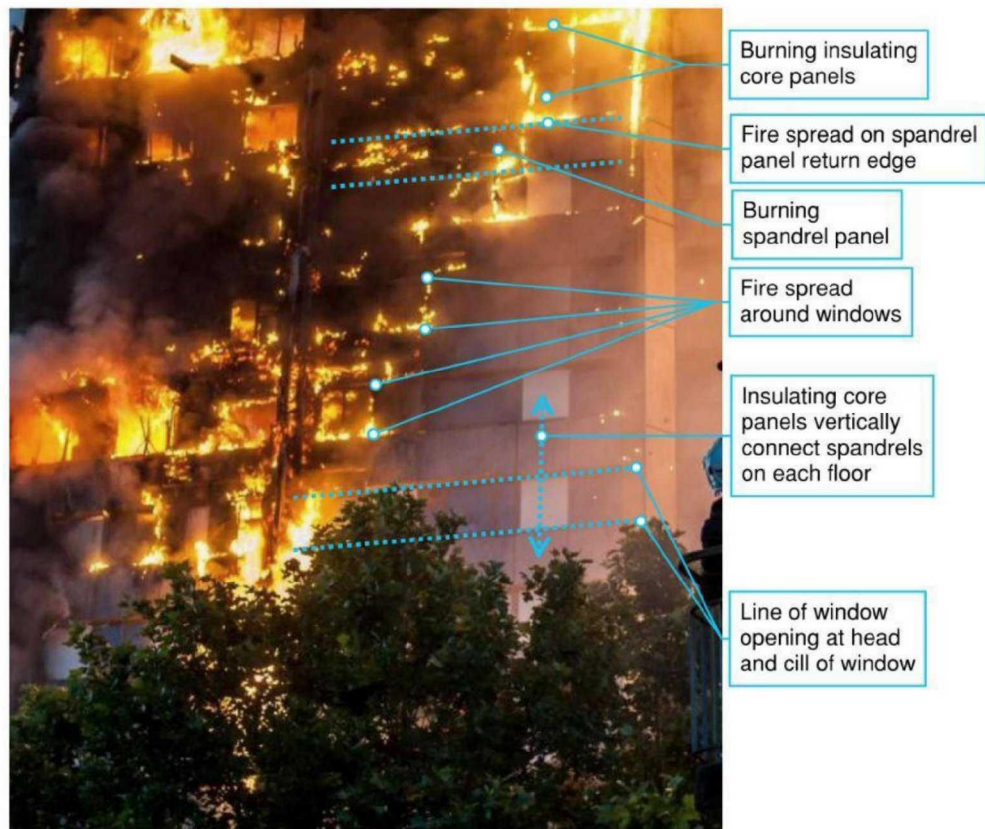 Burning insulating
core panels
Fire spread on spandrel
panel return edge
Burning
spandrel panel
Fire spread
around windows
Insulating core
panels vertically
connect spandrels
on each floor
Line of window
opening at head
and cill of window